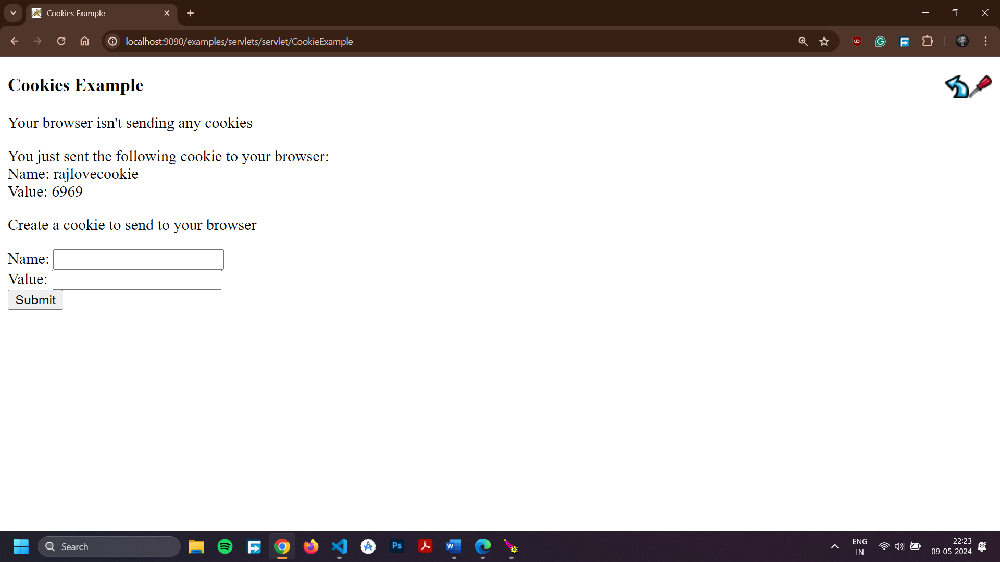 Cookies Example
localhost:9090/examples/servlets/servlet/CookieExample
Cookies Example
Your browser isn't sending any cookies
You just sent the following cookie to your browser:
Name: rajlovecookie
Value: 6969
Create a cookie to send to your browser
Name:
Value:
Submit
Search
Ps
W
ENG
IN
22:23
09-05-2024